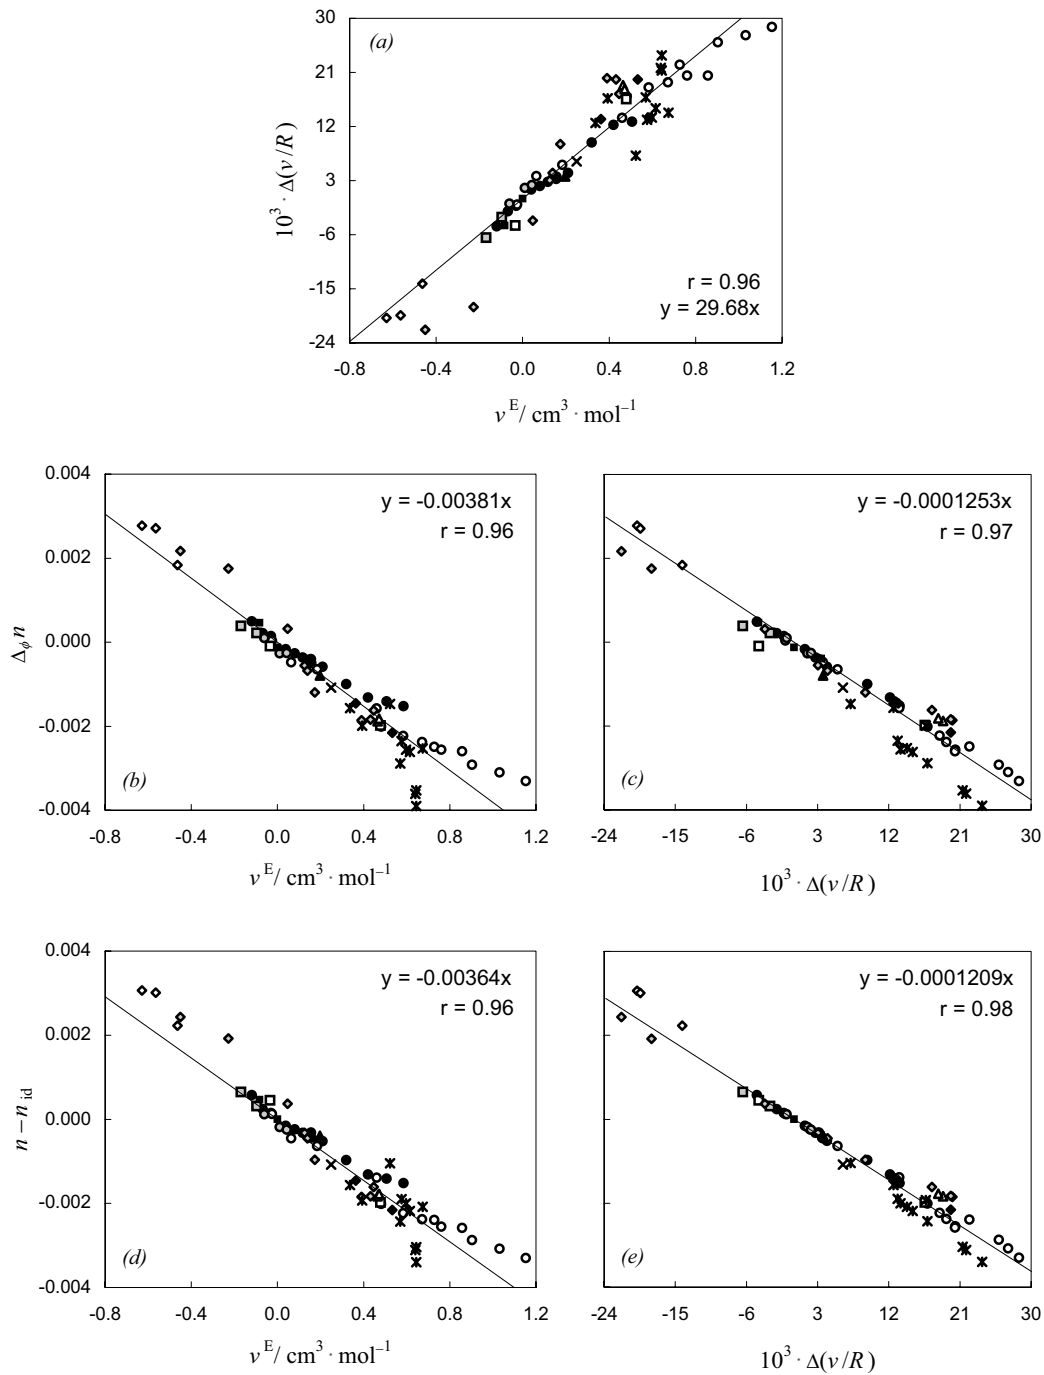 30
(a)
21
12
3
-6
-15
-24
10³ · Δ(v/R)
r = 0.96
y = 29.68x
-0.8 -0.4 0.0 0.4 0.8 1.2
v^E/ cm³ · mol⁻¹
0.004
0.002
0.000
-0.002
-0.004
Δ_ϕ n
y = -0.00381x
r = 0.96
(b)
-0.8 -0.4 0.0 0.4 0.8 1.2
v^E/ cm³ · mol⁻¹
y = -0.0001253x
r = 0.97
(c)
-24 -15 -6 3 12 21 30
10³ · Δ(v/R)
0.004
0.002
0.000
-0.002
-0.004
n − n_id
y = -0.00364x
r = 0.96
(d)
-0.8 -0.4 0.0 0.4 0.8 1.2
v^E/ cm³ · mol⁻¹
y = -0.0001209x
r = 0.98
(e)
-24 -15 -6 3 12 21 30
10³ · Δ(v/R)